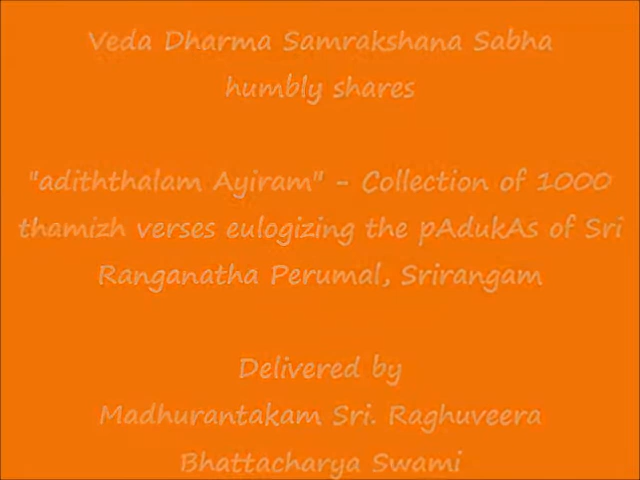 Veda Dharma Samrakshana Sabha
humbly shares
"adiththalam Ayiram" - Collection of 1000
thamizh verses eulogizing the pAdukAs of Sri
Ranganatha Perumal, Srirangam
Delivered by
Madhurantakam Sri. Raghuveera
Bhattacharya Swami